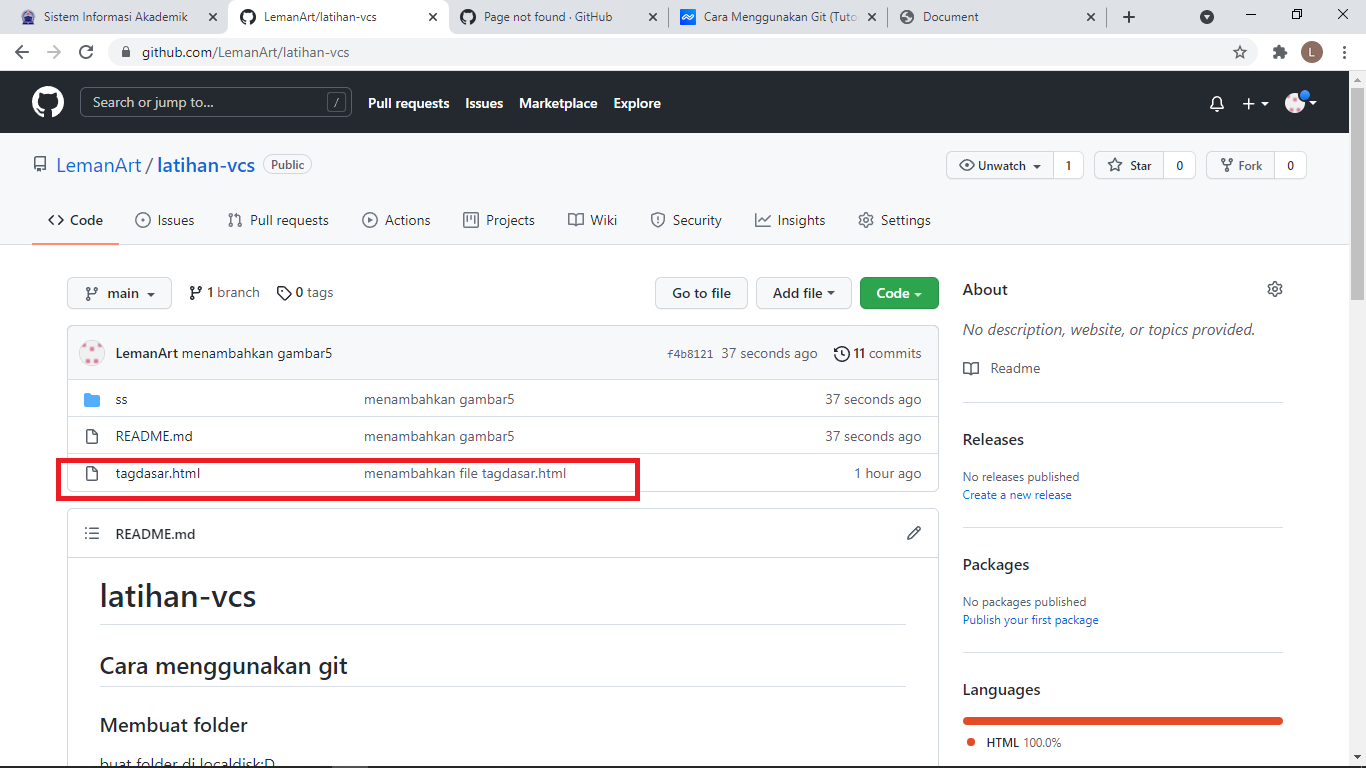 Sistem Informasi Akademik
LemanArt/latihan-vcs
Page not found · GitHub
Cara Menggunakan Git (Tuto
Document
github.com/LemanArt/latihan-vcs
L
Search or jump to...
/
Pull requests
Issues
Marketplace
Explore
LemanArt / latihan-vcs
Public
Unwatch
1
Star
0
Fork
0
Code
Issues
Pull requests
Actions
Projects
Wiki
Security
Insights
Settings
main
1 branch
0 tags
Go to file
Add file
Code
LemanArt menambahkan gambar5
f4b8121 37 seconds ago
11 commits
ss
menambahkan gambar5
37 seconds ago
README.md
menambahkan gambar5
37 seconds ago
tagdasar.html
menambahkan file tagdasar.html
1 hour ago
README.md
latihan-vcs
Cara menggunakan git
Membuat folder
buat folder di localdisk:D
About
No description, website, or topics provided.
Readme
Releases
No releases published
Create a new release
Packages
No packages published
Publish your first package
Languages
HTML 100.0%